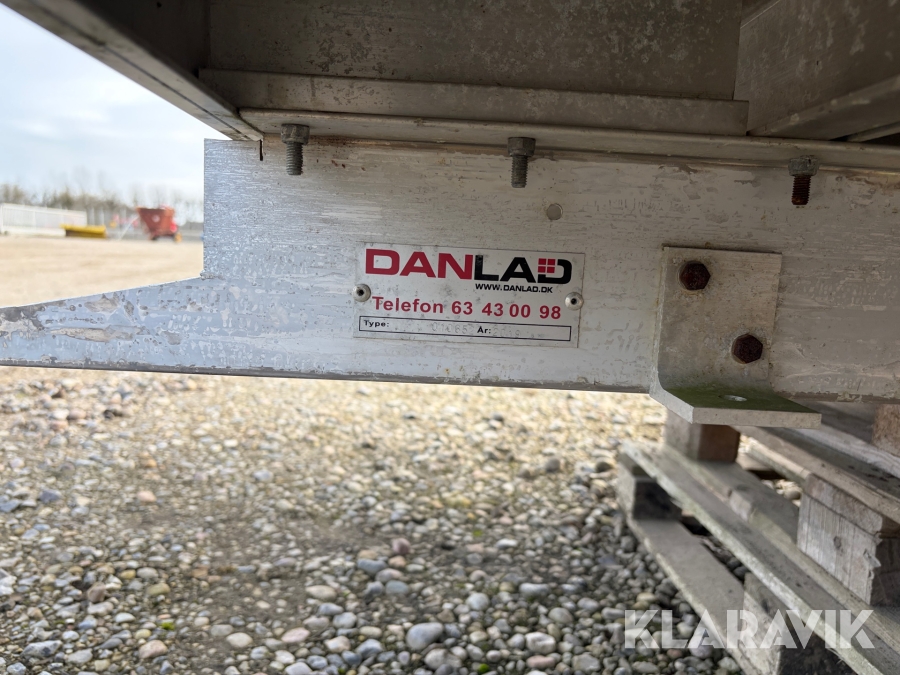 DANLAD
WWW.DANLAD.DK
Telefon 63 43 00 98
Type: År:
KLARAVIK